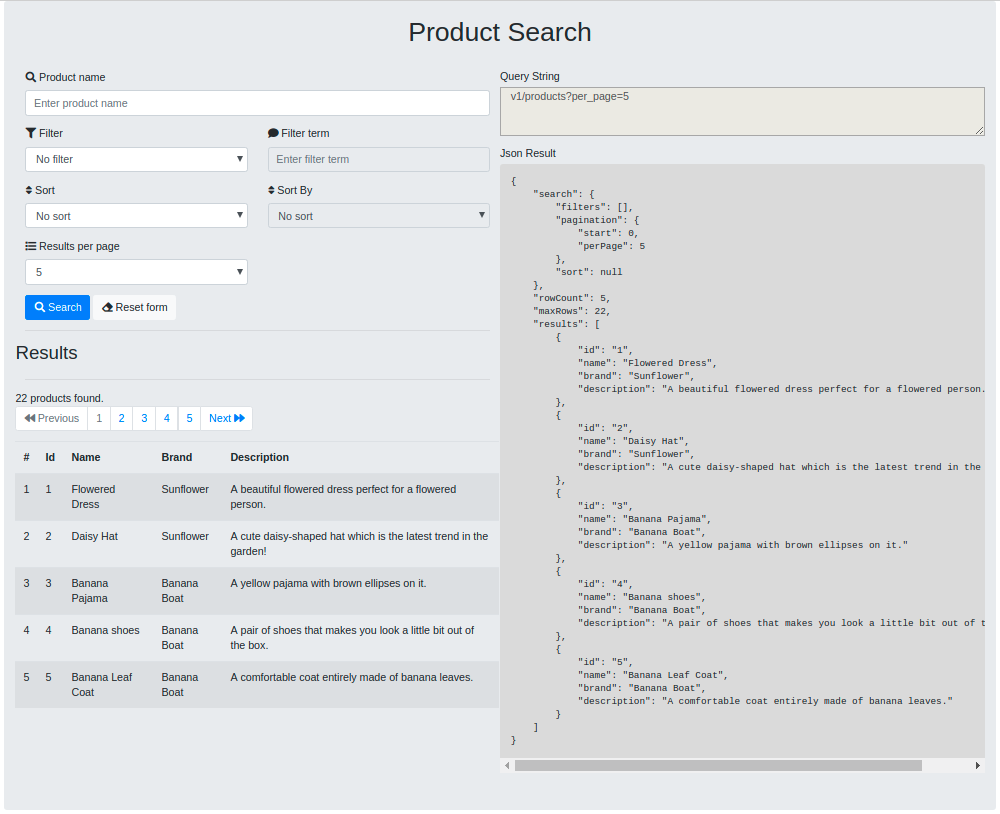 Product Search
Product name
Enter product name
Filter
Filter term
No filter
Enter filter term
Sort
Sort By
No sort
No sort
Results per page
5
Search
Reset form
Results
22 products found.
Previous 1 2 3 4 5 Next
# Id Name Brand Description
1 1 Flowered Sunflower A beautiful flowered dress perfect for a flowered
Dress person.
2 2 Daisy Hat Sunflower A cute daisy-shaped hat which is the latest trend in the
garden!
3 3 Banana Banana A yellow pajama with brown ellipses on it.
Pajama Boat
4 4 Banana shoes Banana A pair of shoes that makes you look a little bit out of
Boat the box.
5 5 Banana Leaf Banana A comfortable coat entirely made of banana leaves.
Coat Boat
Query String
v1/products?per_page=5
Json Result
{
    "search": {
        "filters": [],
        "pagination": {
            "start": 0,
            "perPage": 5
        },
        "sort": null
    },
    "rowCount": 5,
    "maxRows": 22,
    "results": [
        {
            "id": "1",
            "name": "Flowered Dress",
            "brand": "Sunflower",
            "description": "A beautiful flowered dress perfect for a flowered person.
        },
        {
            "id": "2",
            "name": "Daisy Hat",
            "brand": "Sunflower",
            "description": "A cute daisy-shaped hat which is the latest trend in the
        },
        {
            "id": "3",
            "name": "Banana Pajama",
            "brand": "Banana Boat",
            "description": "A yellow pajama with brown ellipses on it."
        },
        {
            "id": "4",
            "name": "Banana shoes",
            "brand": "Banana Boat",
            "description": "A pair of shoes that makes you look a little bit out of t
        },
        {
            "id": "5",
            "name": "Banana Leaf Coat",
            "brand": "Banana Boat",
            "description": "A comfortable coat entirely made of banana leaves."
        }
    ]
}